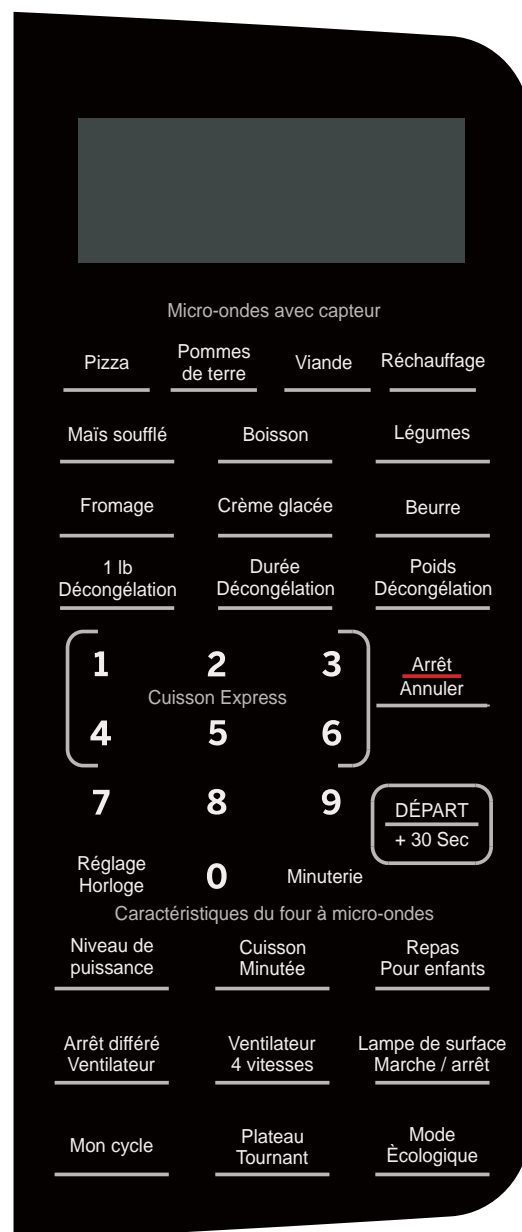 Micro-ondes avec capteur
Pizza
Pommes
de terre
Viande
Réchauffage
Maïs soufflé
Boisson
Légumes
Fromage
Crème glacée
Beurre
1 lb
Décongélation
Durée
Décongélation
Poids
Décongélation
1 2 3
Cuisson Express
4 5 6
Arrêt
Annuler
7 8 9
DÉPART
+ 30 Sec
Réglage
Horloge
0
Minuterie
Caractéristiques du four à micro-ondes
Niveau de
puissance
Cuisson
Minutée
Repas
Pour enfants
Arrêt différé
Ventilateur
Ventilateur
4 vitesses
Lampe de surface
Marche / arrêt
Mon cycle
Plateau
Tournant
Mode
Ècologique